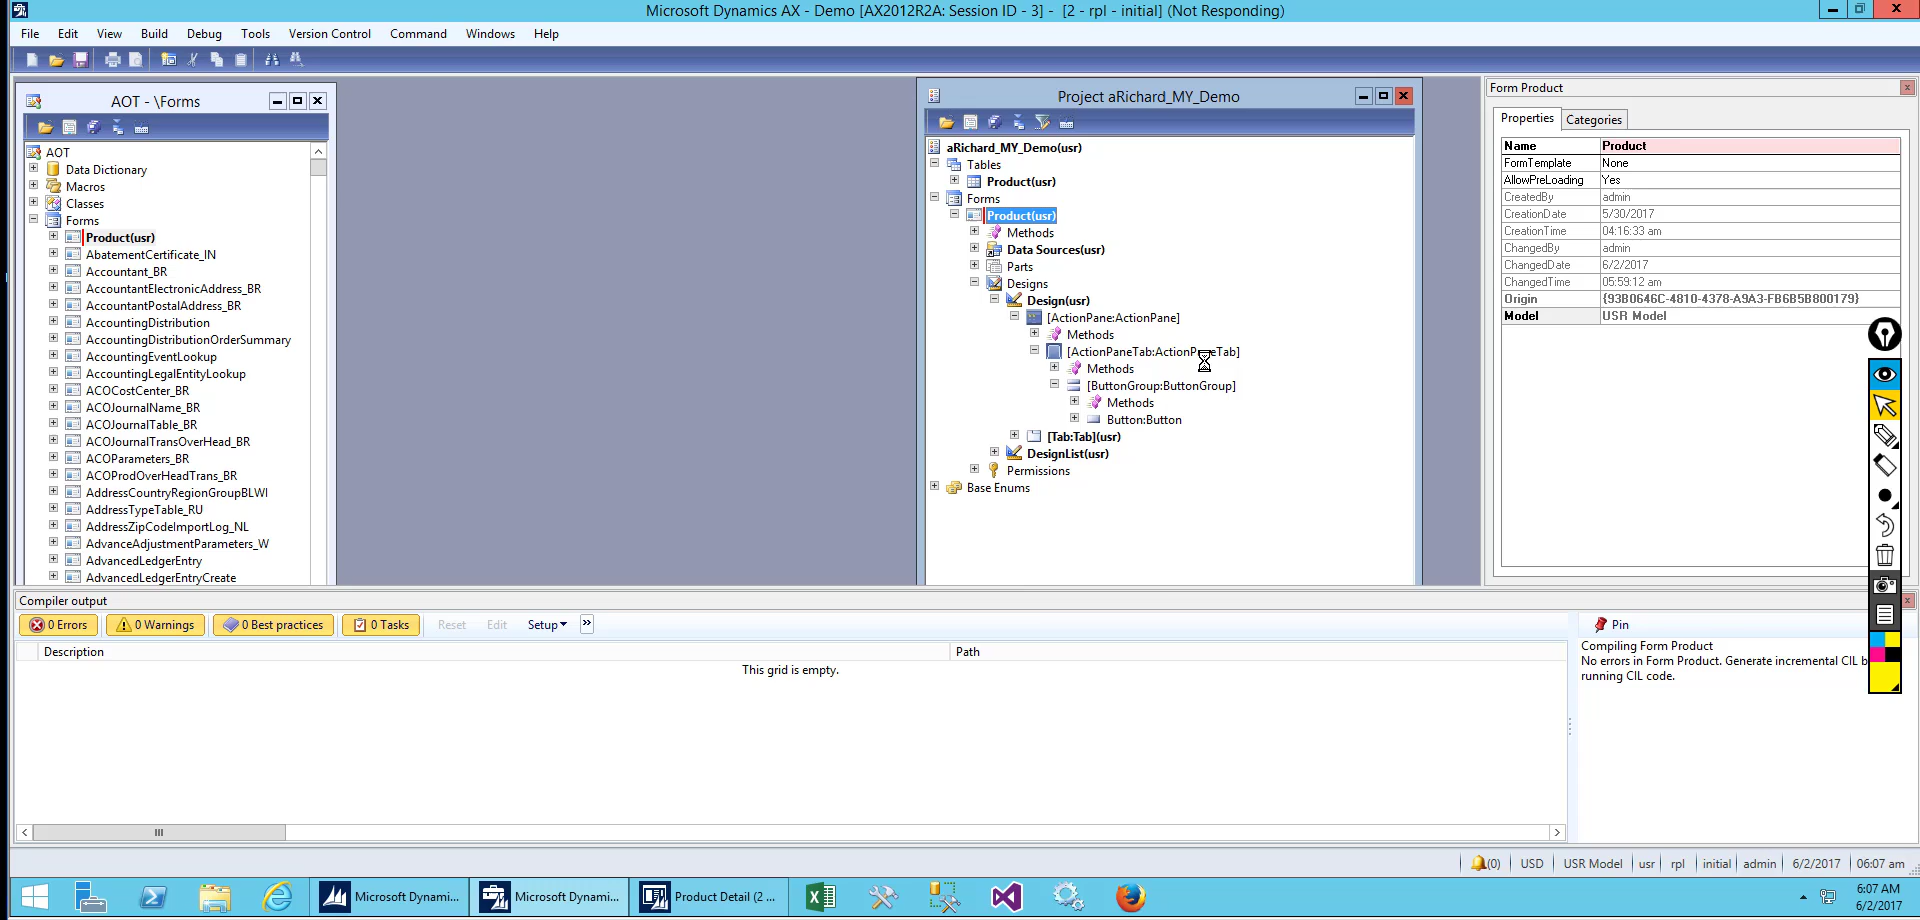 Microsoft Dynamics AX - Demo [AX2012R2A: Session ID - 3] - [2 - rpl - initial] (Not Responding)
File Edit View Build Debug Tools Version Control Command Windows Help
AOT - \Forms
AOT
Data Dictionary
Macros
Classes
Forms
Product(usr)
AbatementCertificate_IN
Accountant_BR
AccountantElectronicAddress_BR
AccountantPostalAddress_BR
AccountingDistribution
AccountingDistributionOrderSummary
AccountingEventLookup
AccountingLegalEntityLookup
ACOCostCenter_BR
ACOJournalName_BR
ACOJournalTable_BR
ACOJournalTransOverHead_BR
ACOParameters_BR
ACOProdOverHeadTrans_BR
AddressCountryRegionGroupBLWI
AddressTypeTable_RU
AddressZipCodeImportLog_NL
AdvanceAdjustmentParameters_W
AdvancedLedgerEntry
AdvancedLedgerEntryCreate
Project aRichard_MY_Demo
aRichard_MY_Demo(usr)
Tables
Product(usr)
Forms
Product(usr)
Methods
Data Sources(usr)
Parts
Designs
Design(usr)
[ActionPane:ActionPane]
Methods
[ActionPaneTab:ActionPaneTab]
Methods
[ButtonGroup:ButtonGroup]
Methods
Button:Button
[Tab:Tab](usr)
DesignList(usr)
Permissions
Base Enums
Form Product
Properties Categories
Name Product
FormTemplate None
AllowPreLoading Yes
CreatedBy admin
CreationDate 5/30/2017
CreationTime 04:16:33 am
ChangedBy admin
ChangedDate 6/2/2017
ChangedTime 05:59:12 am
Origin {93B0646C-4810-4378-A9A3-FB6B5B800179}
Model USR Model
Compiler output
0 Errors 0 Warnings 0 Best practices 0 Tasks Reset Edit Setup
Description Path
This grid is empty.
Pin
Compiling Form Product
No errors in Form Product. Generate incremental CIL b
running CIL code.
(0) USD USR Model usr rpl initial admin 6/2/2017 06:07 am
Microsoft Dynami... Microsoft Dynami... Product Detail (2 ...
6:07 AM
6/2/2017